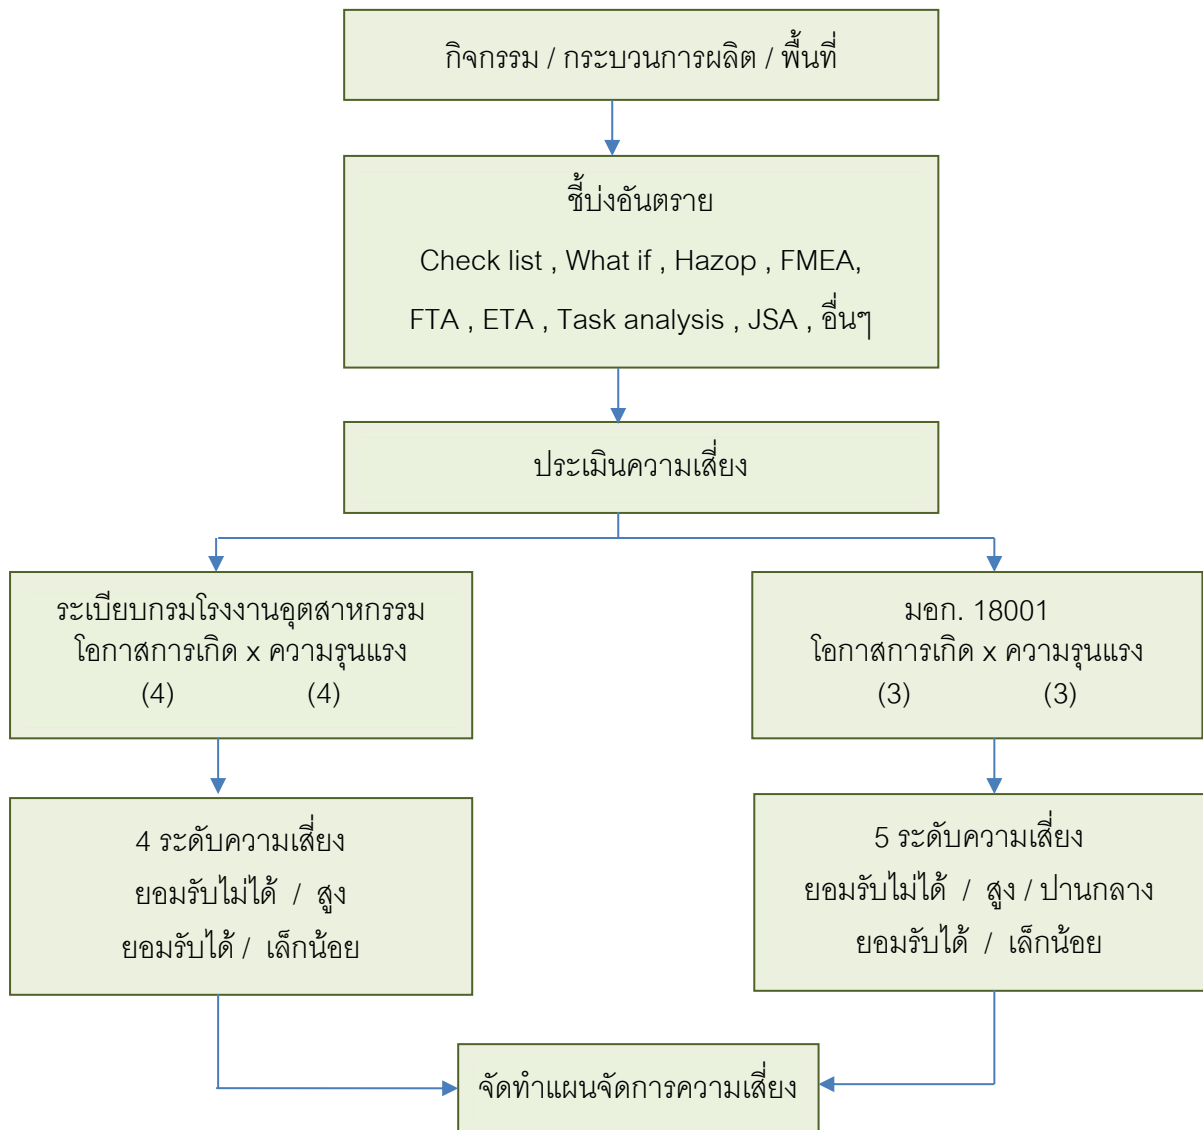 กิจกรรม / กระบวนการผลิต / พื้นที่
ชี้บ่งอันตราย
Check list , What if , Hazop , FMEA,
FTA , ETA , Task analysis , JSA , อื่นๆ
ประเมินความเสี่ยง
ระเบียบกรมโรงงานอุตสาหกรรม
โอกาสการเกิด x ความรุนแรง
(4) (4)
มอก. 18001
โอกาสการเกิด x ความรุนแรง
(3) (3)
4 ระดับความเสี่ยง
ยอมรับไม่ได้ / สูง
ยอมรับได้ / เล็กน้อย
5 ระดับความเสี่ยง
ยอมรับไม่ได้ / สูง / ปานกลาง
ยอมรับได้ / เล็กน้อย
จัดทำแผนจัดการความเสี่ยง